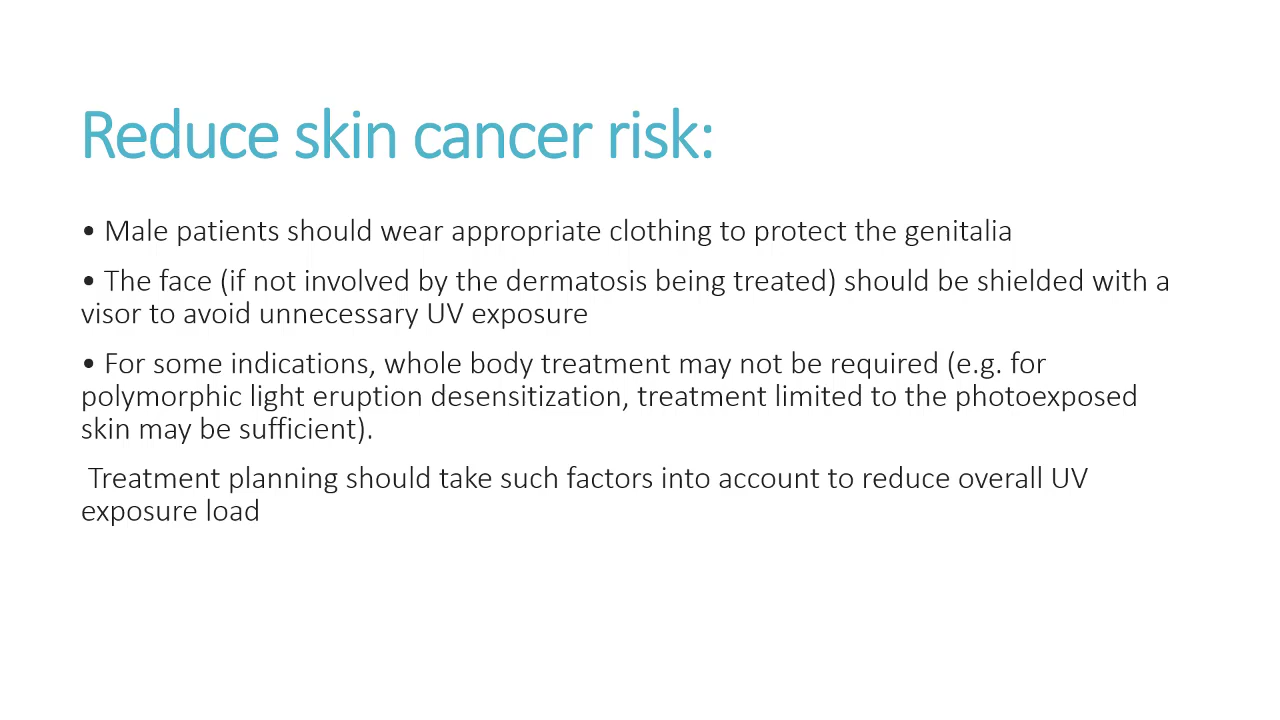 Reduce skin cancer risk:
• Male patients should wear appropriate clothing to protect the genitalia
• The face (if not involved by the dermatosis being treated) should be shielded with a
visor to avoid unnecessary UV exposure
• For some indications, whole body treatment may not be required (e.g. for
polymorphic light eruption desensitization, treatment limited to the photoexposed
skin may be sufficient).
Treatment planning should take such factors into account to reduce overall UV
exposure load